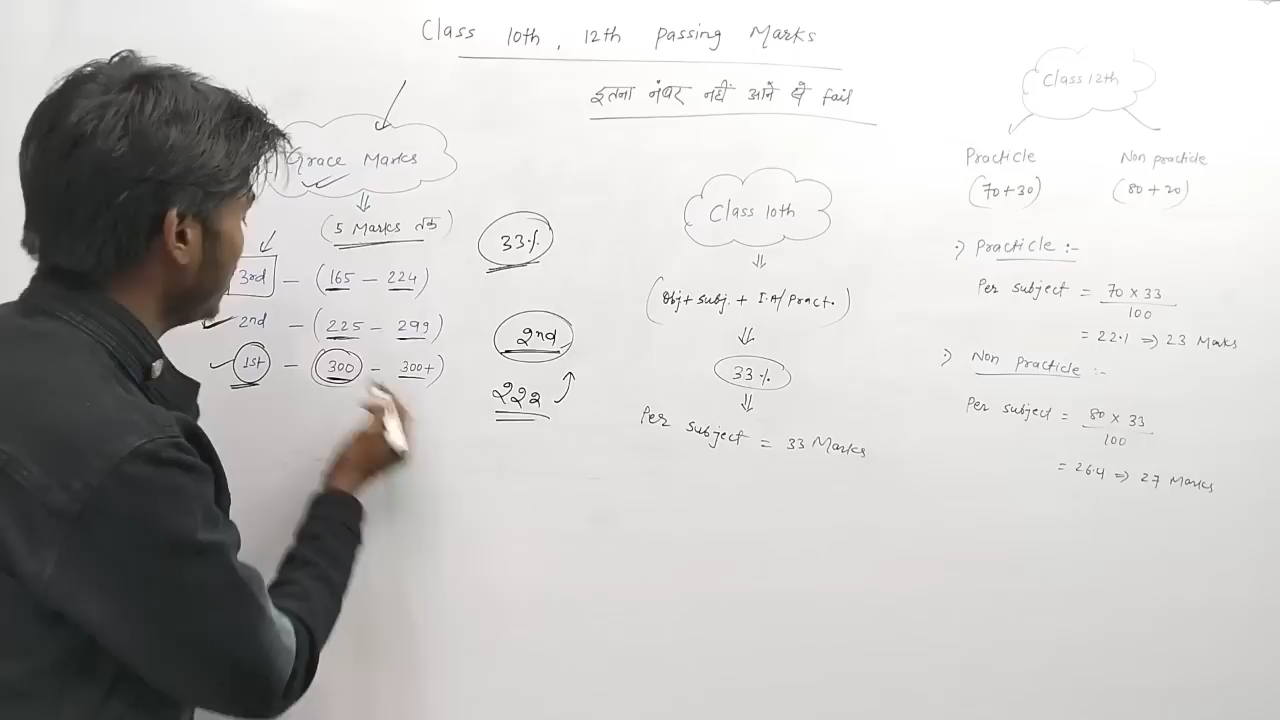 Class 10th, 12th Passing Marks
इतना नंबर नहीं आने पे fail
Grace Marks
(5 Marks तक)
33%
3rd – (165 – 224)
2nd – (225 – 299)
1st – (300 – 300+)
2nd
222
Class 10th
(Obj + Subj. + I.A/Pract.)
33%
Per Subject = 33 Marks
Class 12th
Practicle
(70+30)
Non practicle
(80+20)
:) Practicle :-
Per Subject = 70 × 33
100
= 22.1 => 23 Marks
:) Non Practicle :-
Per Subject = 80 × 33
100
= 26.4 => 27 Marks